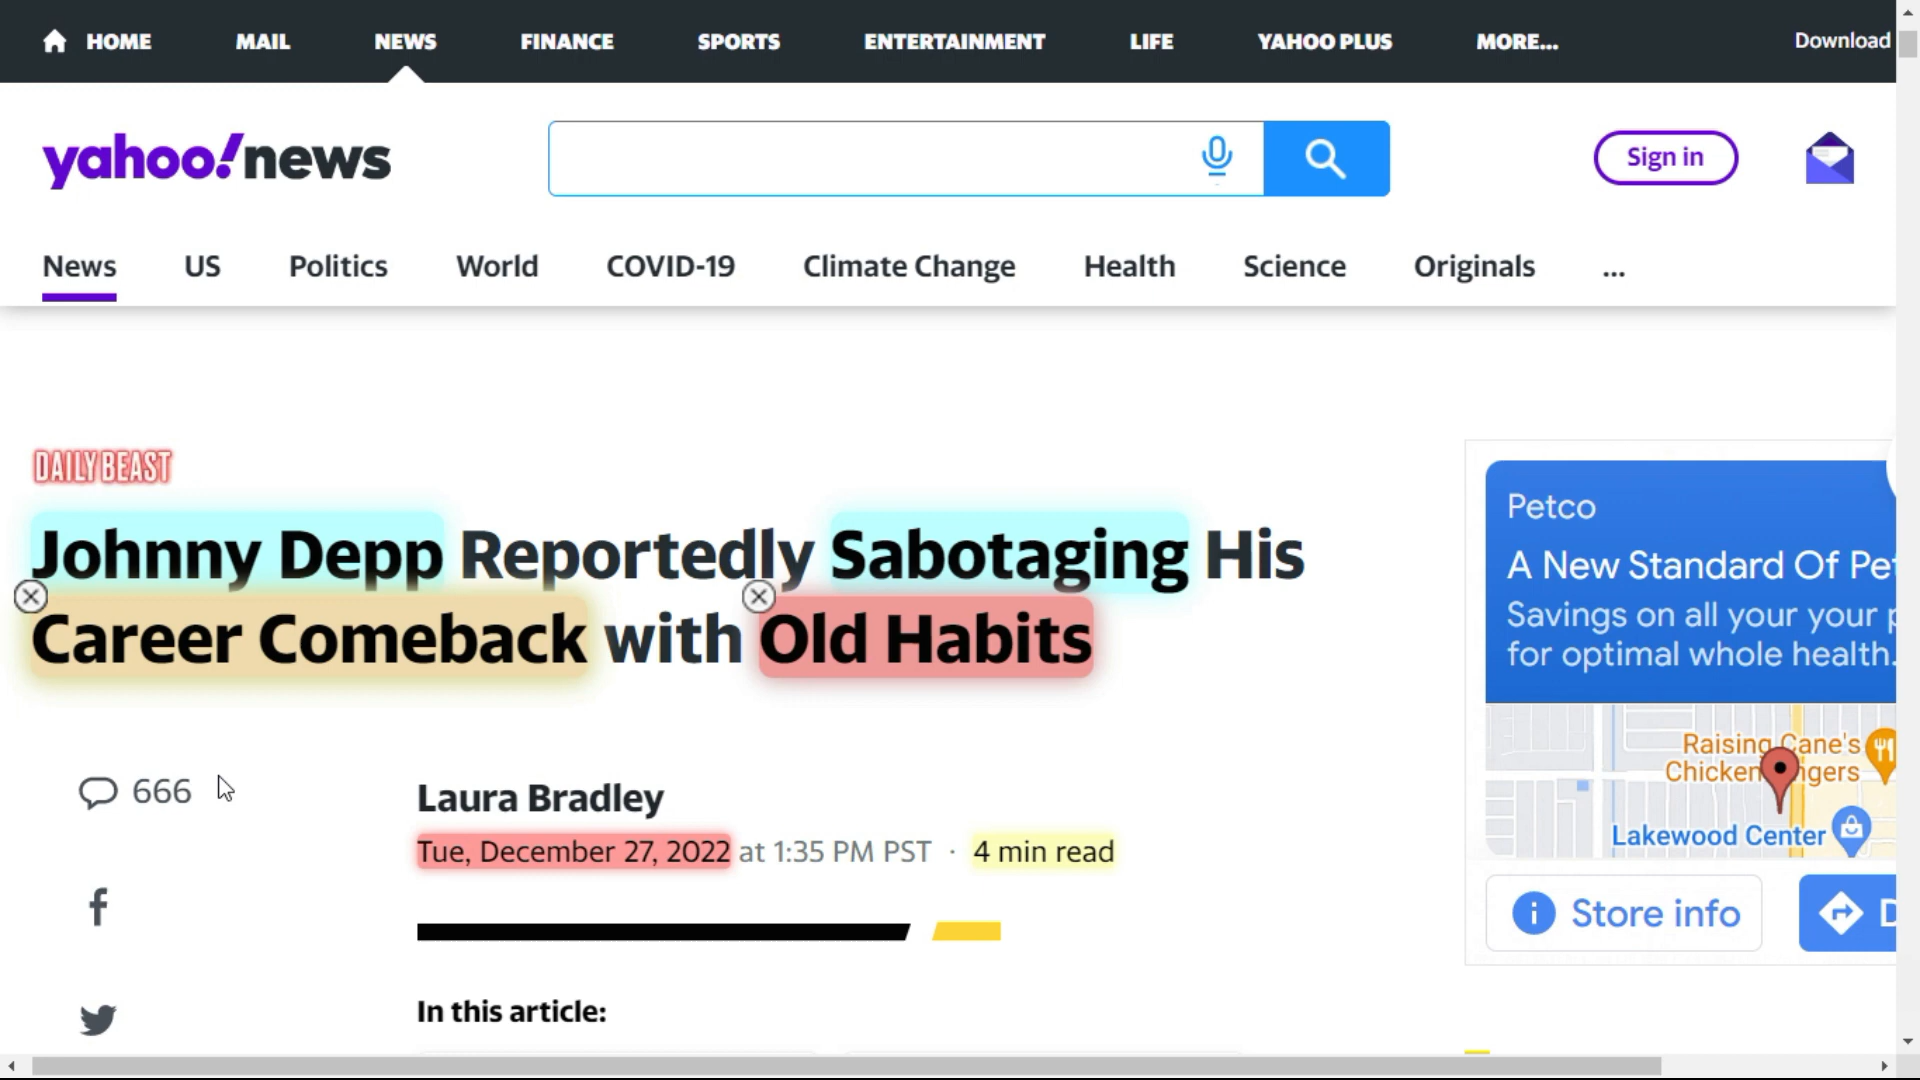 HOME MAIL NEWS FINANCE SPORTS ENTERTAINMENT LIFE YAHOO PLUS MORE... Download
yahoo!news
Sign in
News US Politics World COVID-19 Climate Change Health Science Originals ...
DAILY BEAST
Johnny Depp Reportedly Sabotaging His
Career Comeback with Old Habits
666
Laura Bradley
Tue, December 27, 2022 at 1:35 PM PST · 4 min read
In this article:
Petco
A New Standard Of Pe
Savings on all your your p
for optimal whole health.
Raising Cane's
Chicken ngers
Lakewood Center
Store info
D